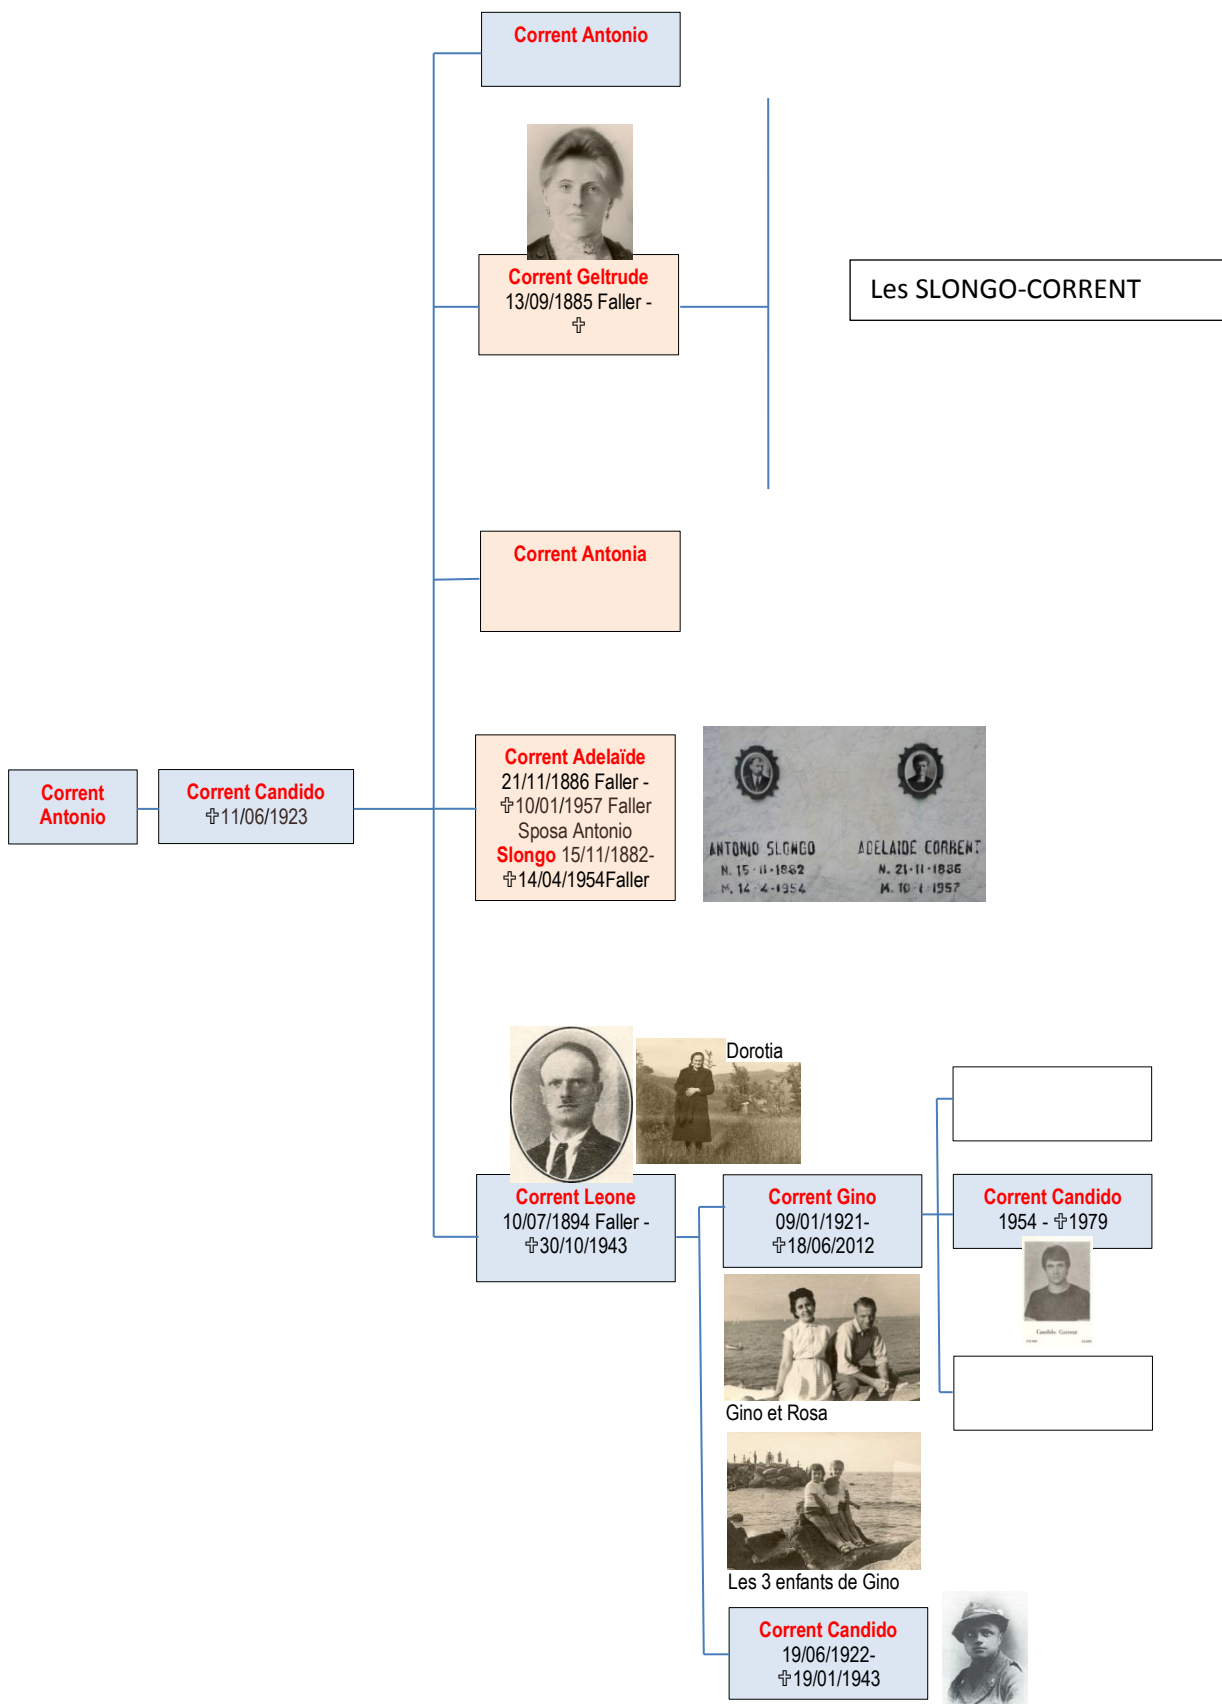 Corrent Antonio
Corrent Geltrude
13/09/1885 Faller -
✞
Les SLONGO-CORRENT
Corrent Antonia
Corrent
Antonio
Corrent Candido
✞11/06/1923
Corrent Adelaïde
21/11/1886 Faller -
✞10/01/1957 Faller
Sposa Antonio
Slongo 15/11/1882-
✞14/04/1954Faller
ANTONIO SLONGO
N. 15-11-1882
M. 14-4-1954
ADELAIDE CORRENT
N. 21-11-1886
M. 10-1-1957
Dorotia
Corrent Leone
10/07/1894 Faller -
✞30/10/1943
Corrent Gino
09/01/1921-
✞18/06/2012
Corrent Candido
1954 - ✞1979
Candido Corrent
Gino et Rosa
Les 3 enfants de Gino
Corrent Candido
19/06/1922-
✞19/01/1943